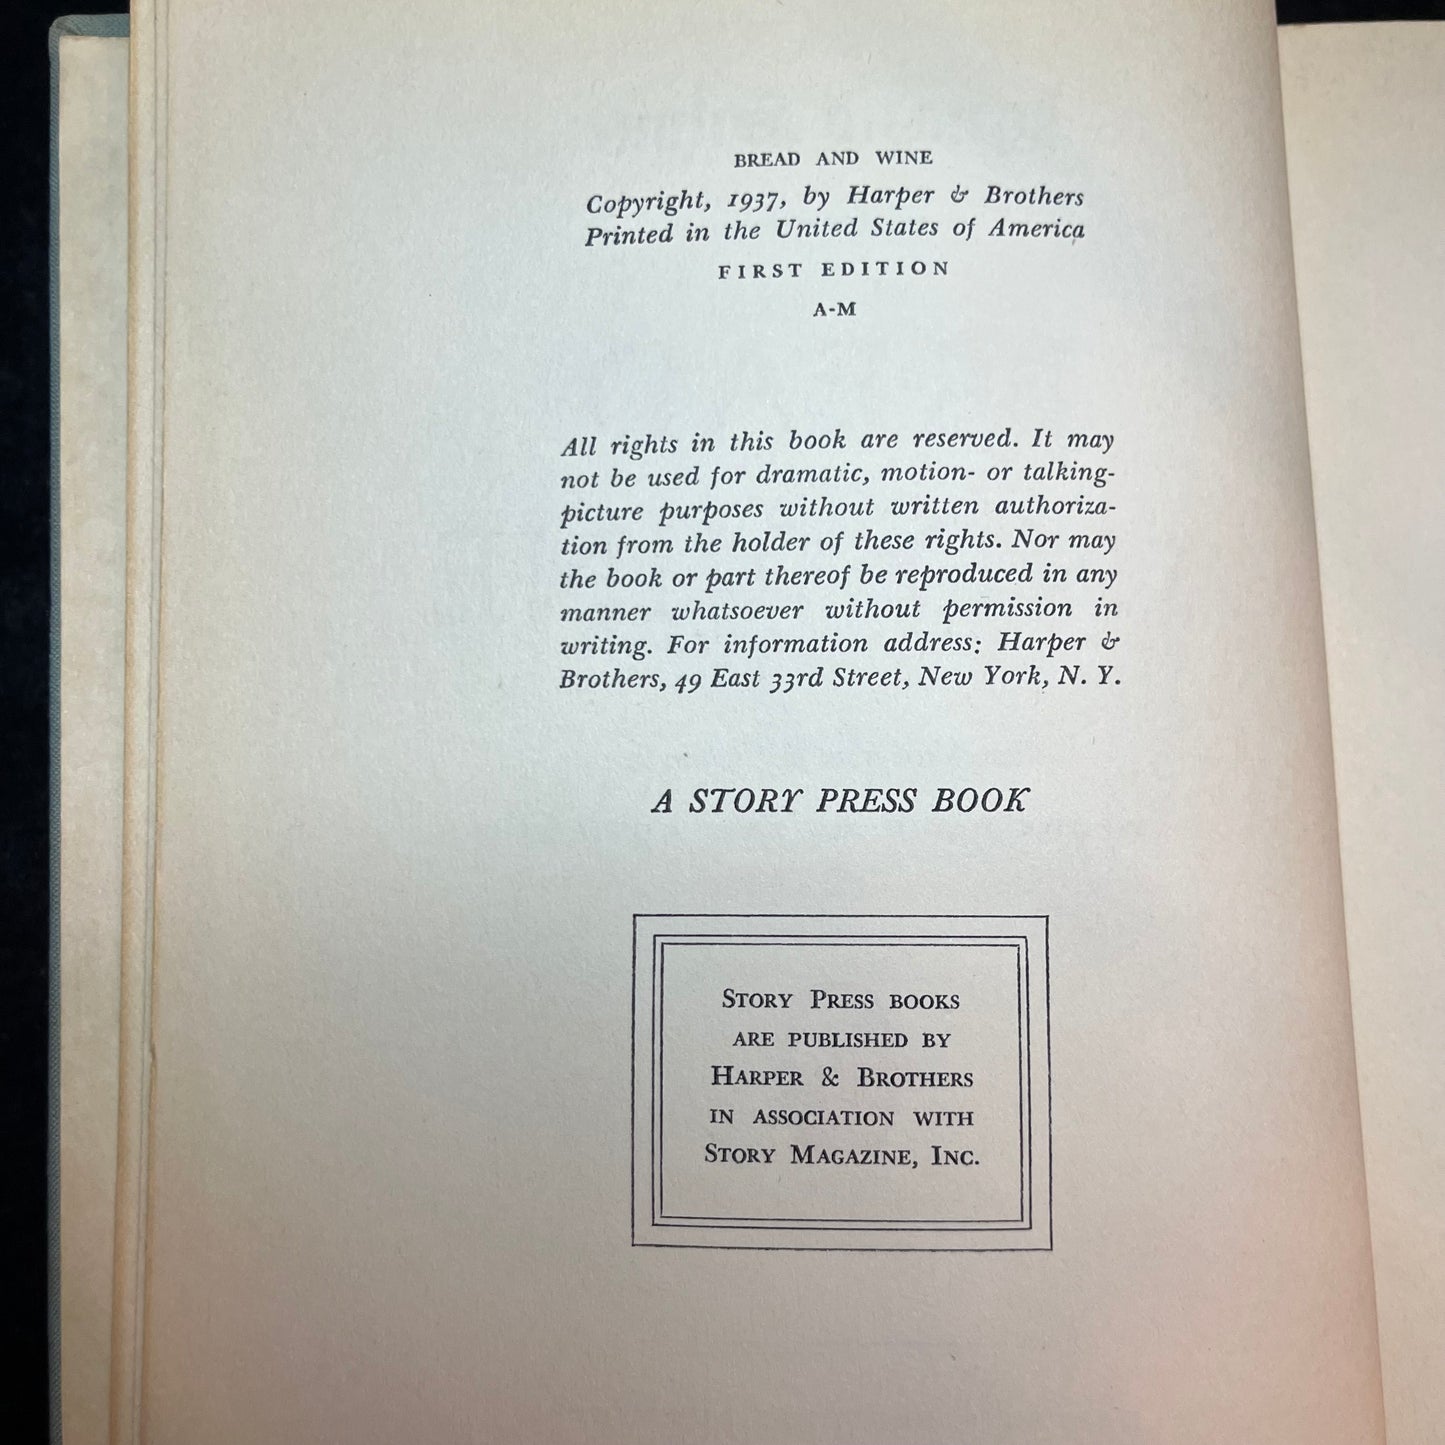 BREAD AND WINE
Copyright, 1937, by Harper & Brothers
Printed in the United States of America
FIRST EDITION
A-M
All rights in this book are reserved. It may
not be used for dramatic, motion- or talking-
picture purposes without written authoriza-
tion from the holder of these rights. Nor may
the book or part thereof be reproduced in any
manner whatsoever without permission in
writing. For information address: Harper &
Brothers, 49 East 33rd Street, New York, N. Y.
A STORY PRESS BOOK
STORY PRESS BOOKS
ARE PUBLISHED BY
HARPER & BROTHERS
IN ASSOCIATION WITH
STORY MAGAZINE, INC.